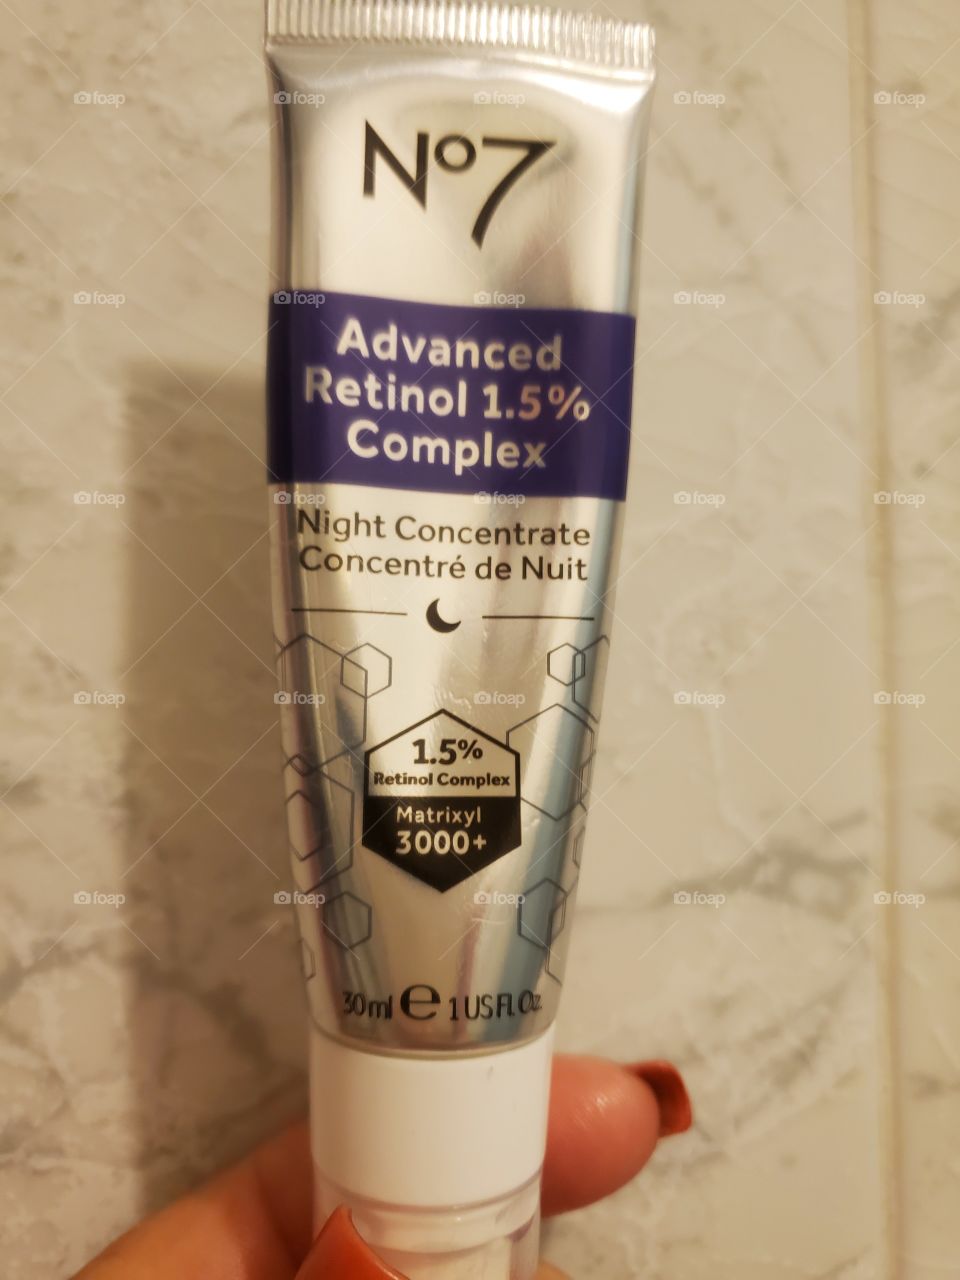 No7
Advanced
Retinol 1.5%
Complex
Night Concentrate
Concentré de Nuit
1.5%
Retinol Complex
Matrixyl
3000+
30ml e 1 US Fl. Oz
foap